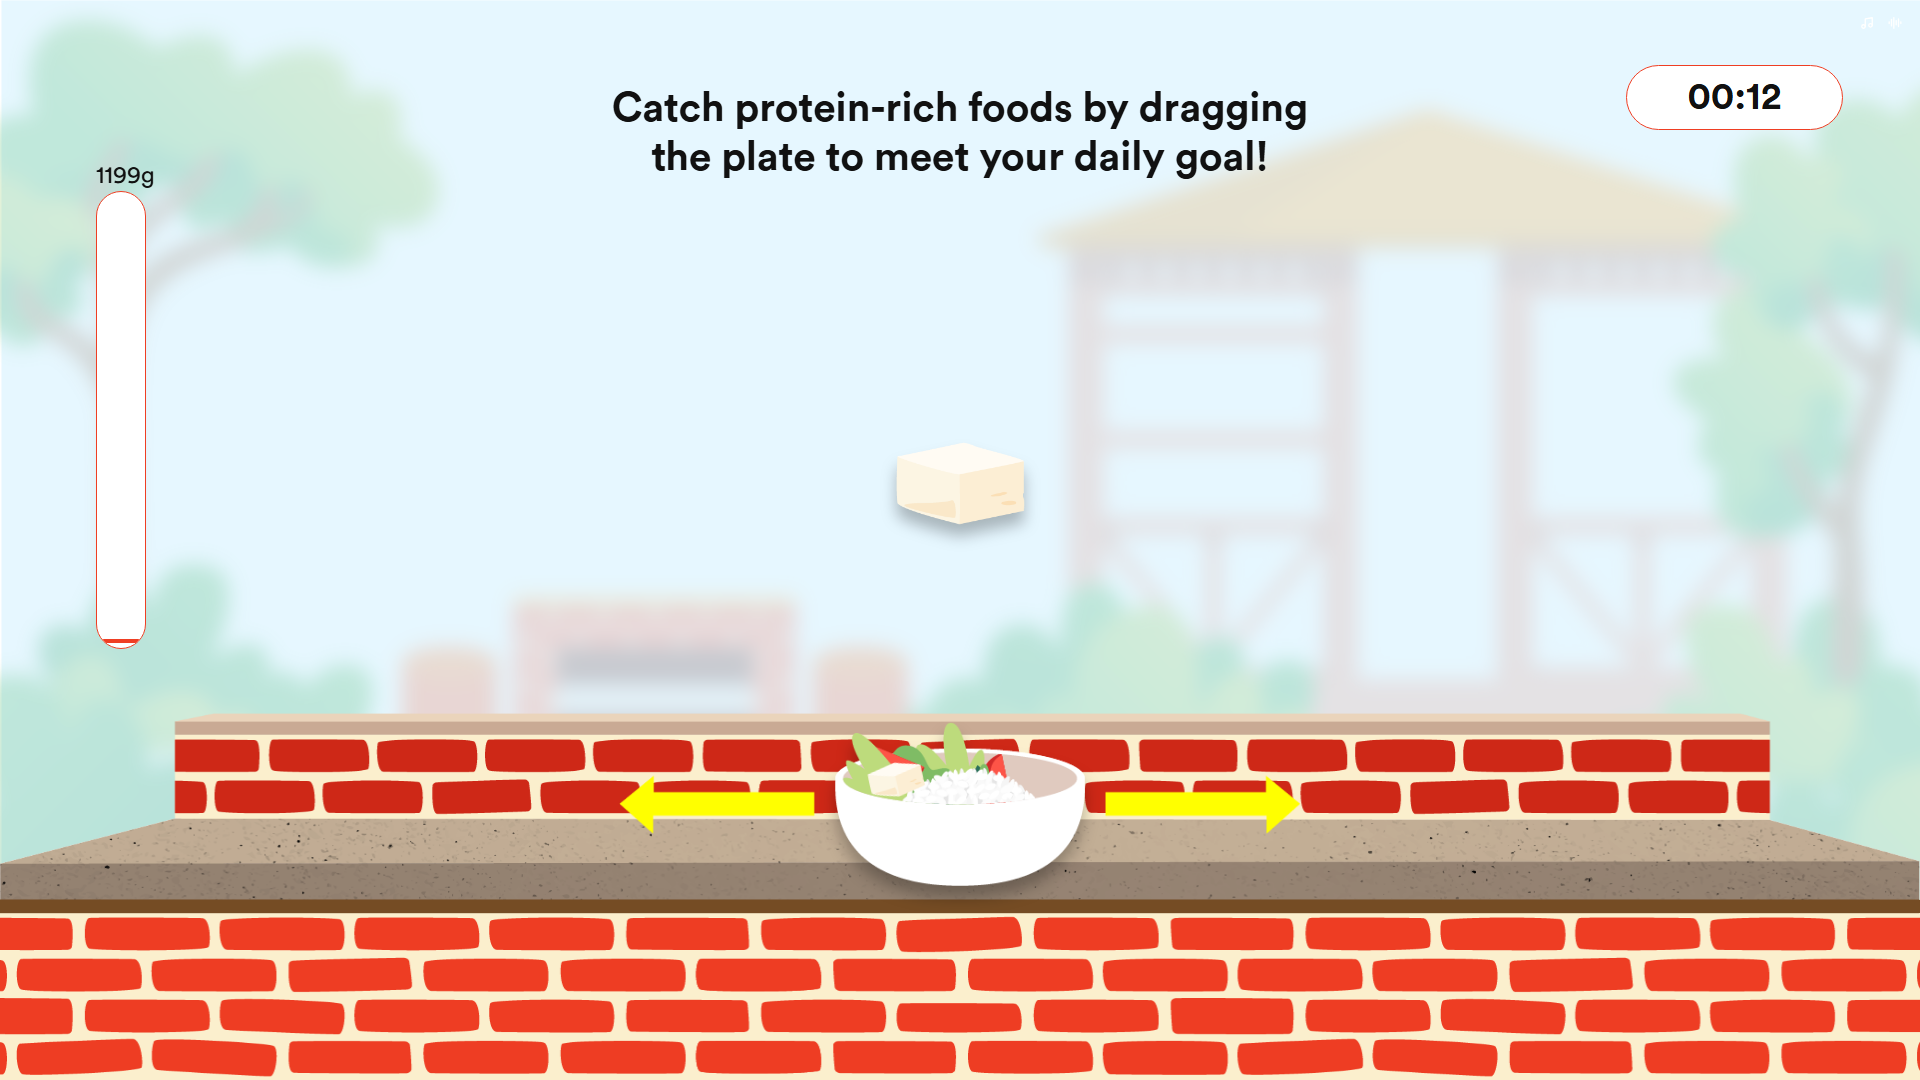 Catch protein-rich foods by dragging
the plate to meet your daily goal!
00:12
1199g